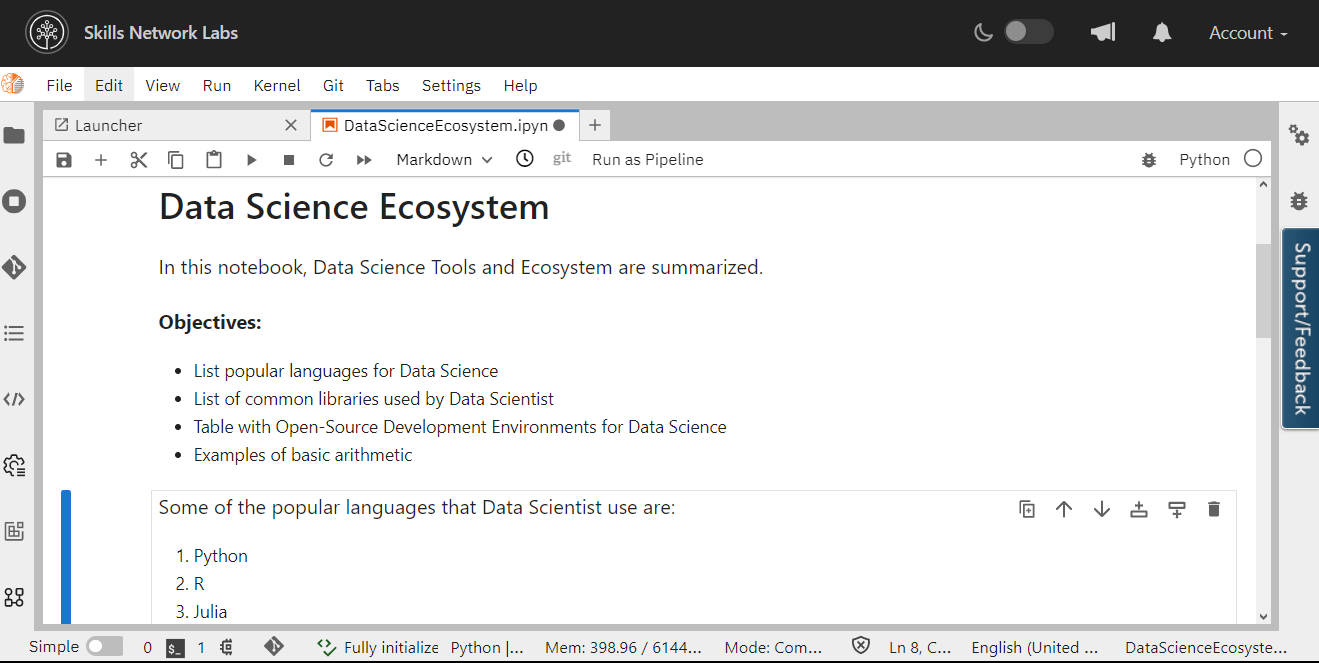 Skills Network Labs
Account
File Edit View Run Kernel Git Tabs Settings Help
Launcher
DataScienceEcosystem.ipyn
Markdown
git
Run as Pipeline
Python
Data Science Ecosystem
In this notebook, Data Science Tools and Ecosystem are summarized.
Objectives:
• List popular languages for Data Science
• List of common libraries used by Data Scientist
• Table with Open-Source Development Environments for Data Science
• Examples of basic arithmetic
Some of the popular languages that Data Scientist use are:
1. Python
2. R
3. Julia
Support/Feedback
Simple 0 $_ 1 Fully initialize Python |... Mem: 398.96 / 6144... Mode: Com... Ln 8, C... English (United ... DataScienceEcosyste...